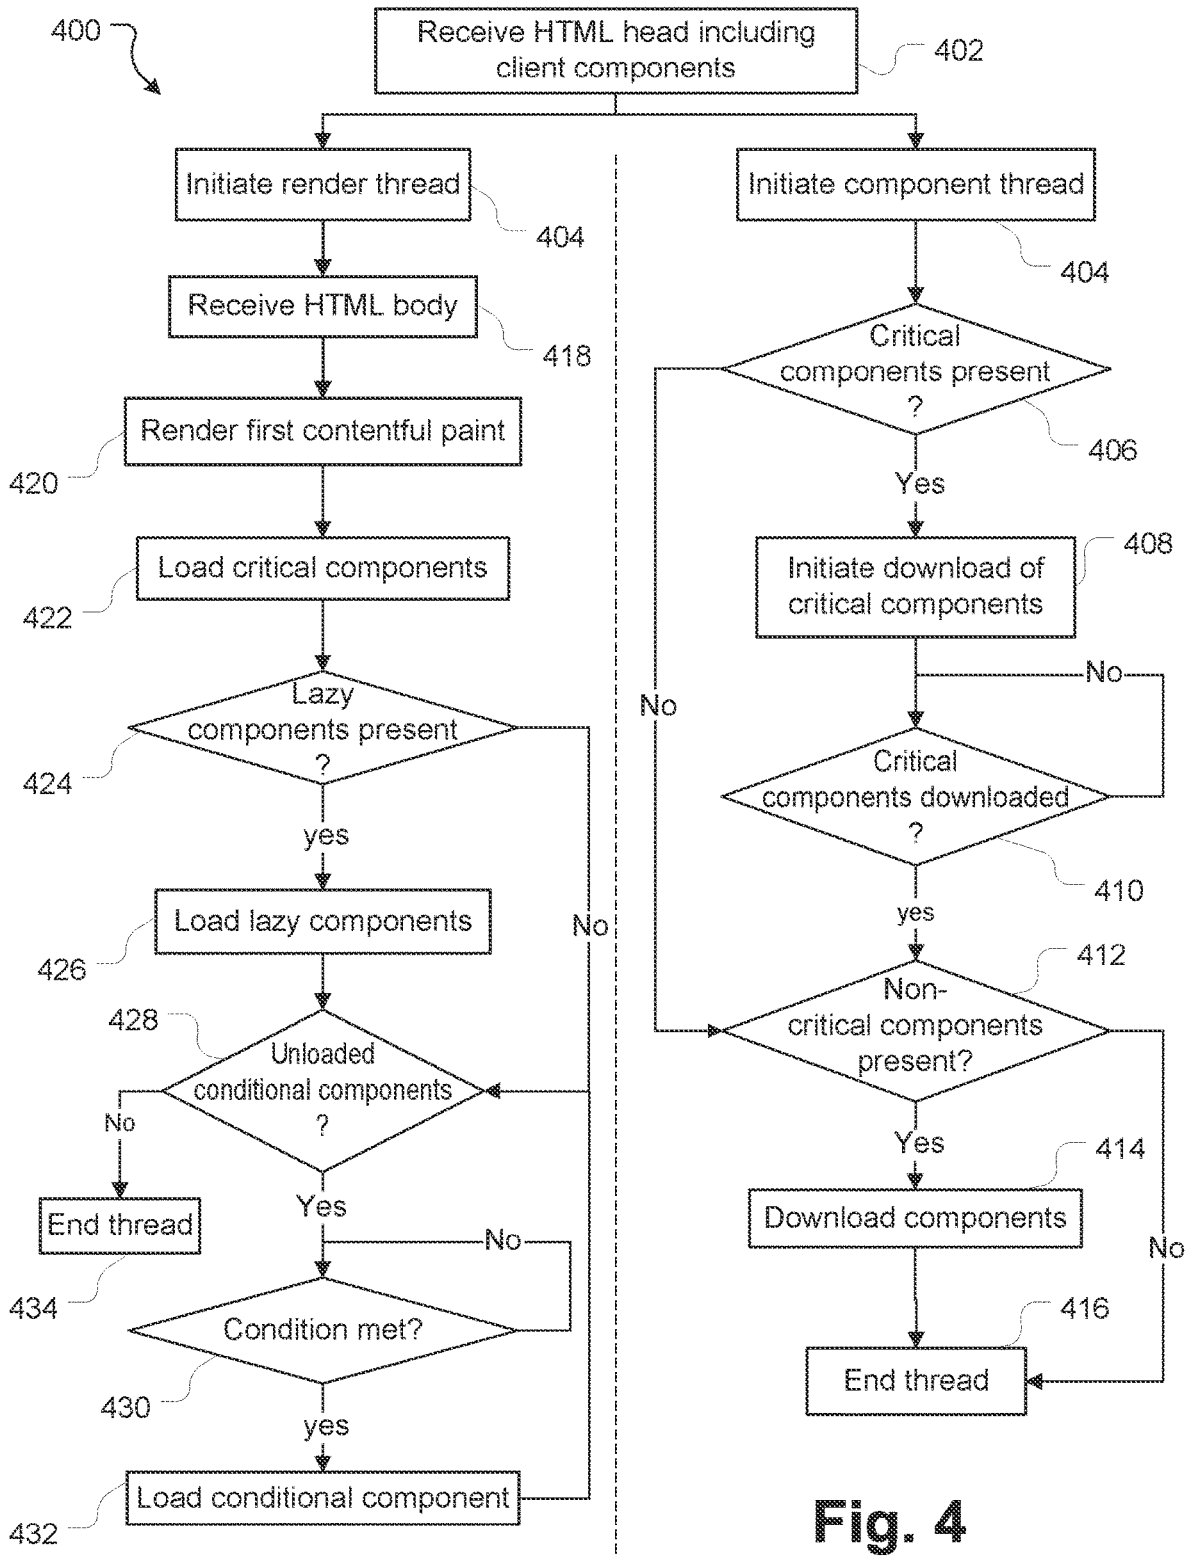 400
Receive HTML head including
client components
402
Initiate render thread
404
Receive HTML body
418
Render first contentful paint
420
Load critical components
422
Lazy
components present
?
424
yes
No
Load lazy components
426
428
Unloaded
conditional components
?
No
End thread
434
Yes
No
Condition met?
430
yes
Load conditional component
432
Initiate component thread
404
Critical
components present
?
406
No
Yes
408
Initiate download of
critical components
No
Critical
components downloaded
?
410
yes
412
Non-
critical components
present?
Yes
No
414
Download components
416
End thread
Fig. 4